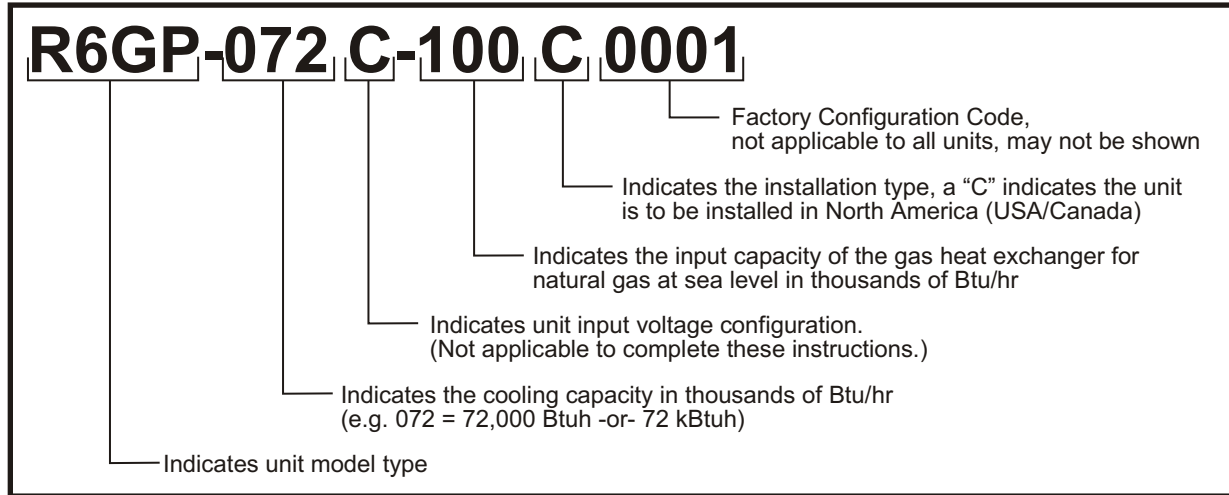 R6GP-072 C-100 C 0001
Factory Configuration Code,
not applicable to all units, may not be shown
Indicates the installation type, a “C” indicates the unit
is to be installed in North America (USA/Canada)
Indicates the input capacity of the gas heat exchanger for
natural gas at sea level in thousands of Btu/hr
Indicates unit input voltage configuration.
(Not applicable to complete these instructions.)
Indicates the cooling capacity in thousands of Btu/hr
(e.g. 072 = 72,000 Btuh -or- 72 kBtuh)
Indicates unit model type